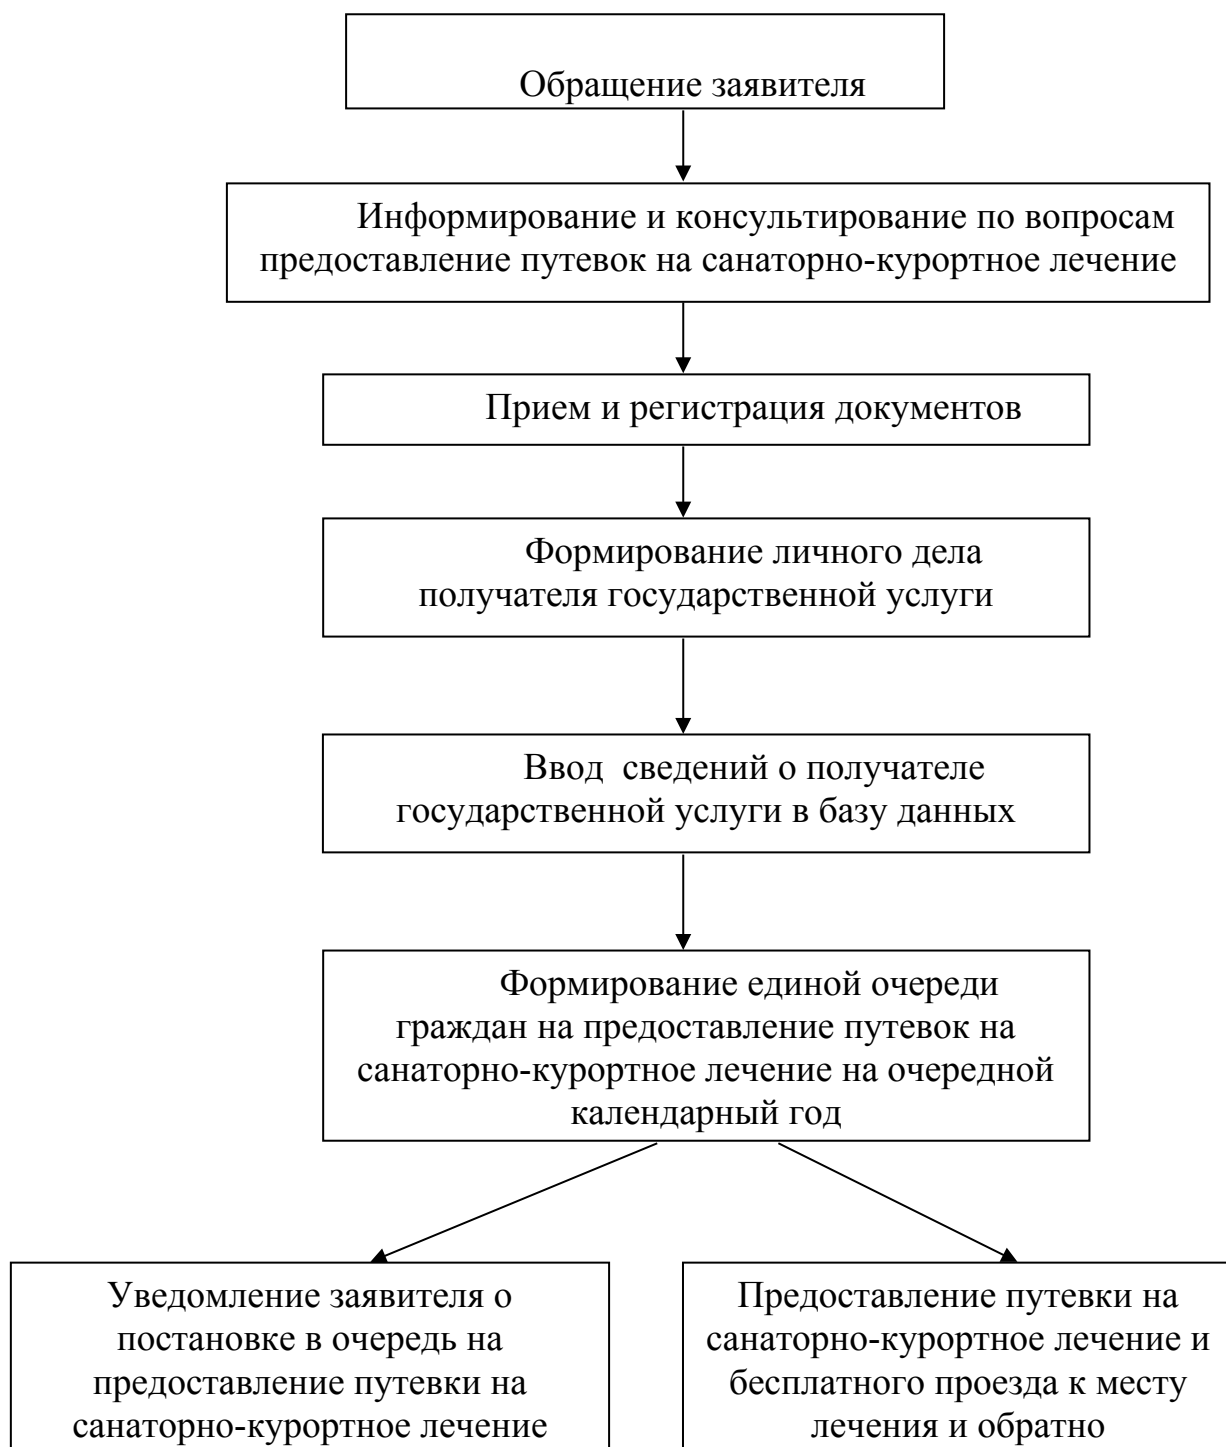 Обращение заявителя
Информирование и консультирование по вопросам
предоставление путевок на санаторно-курортное лечение
Прием и регистрация документов
Формирование личного дела
получателя государственной услуги
Ввод  сведений о получателе
государственной услуги в базу данных
Формирование единой очереди
граждан на предоставление путевок на
санаторно-курортное лечение на очередной
календарный год
Уведомление заявителя о
постановке в очередь на
предоставление путевки на
санаторно-курортное лечение
Предоставление путевки на
санаторно-курортное лечение и
бесплатного проезда к месту
лечения и обратно